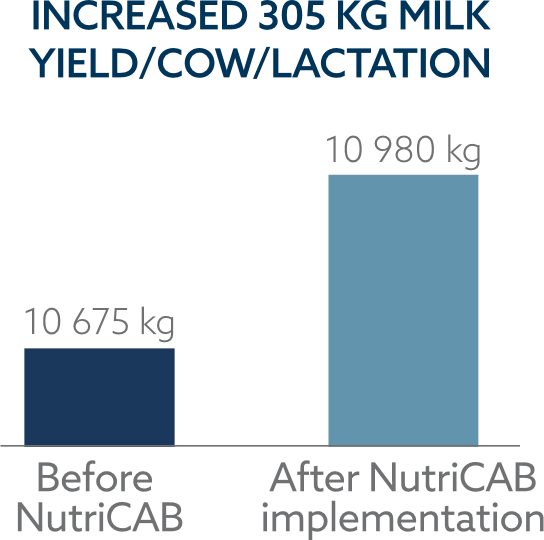 INCREASED 305 KG MILK
YIELD/COW/LACTATION
10 980 kg
10 675 kg
Before
NutriCAB
After NutriCAB
implementation